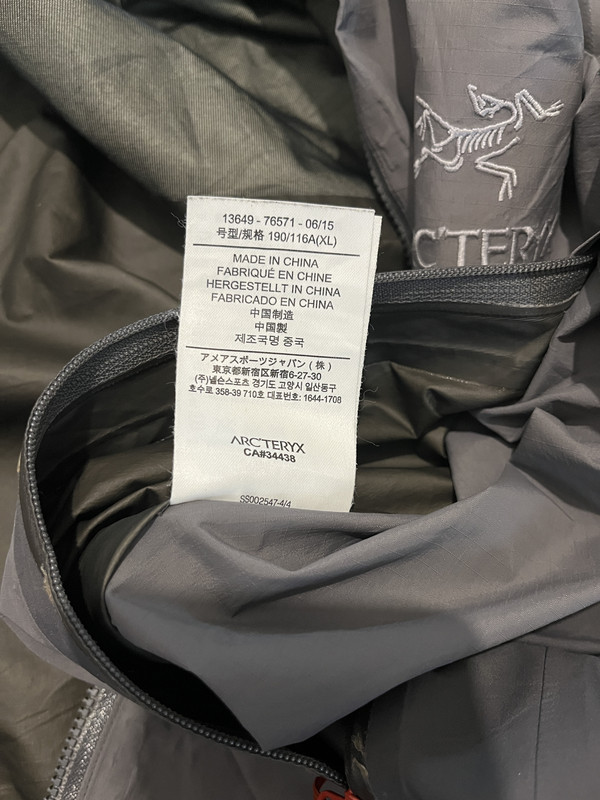 C'TERYX
13649 - 76571 - 06/15
号型/规格 190/116A(XL)
MADE IN CHINA
FABRIQUÉ EN CHINE
HERGESTELLT IN CHINA
FABRICADO EN CHINA
中国制造
中国製
제조국명 중국
アメアスポーツジャパン（株）
東京都新宿区新宿6-27-30
(주)넬슨스포츠 경기도 고양시 일산동구
호수로 358-39 710호 대표번호: 1644-1708
ARC'TERYX
CA#34438
SS002547-4/4